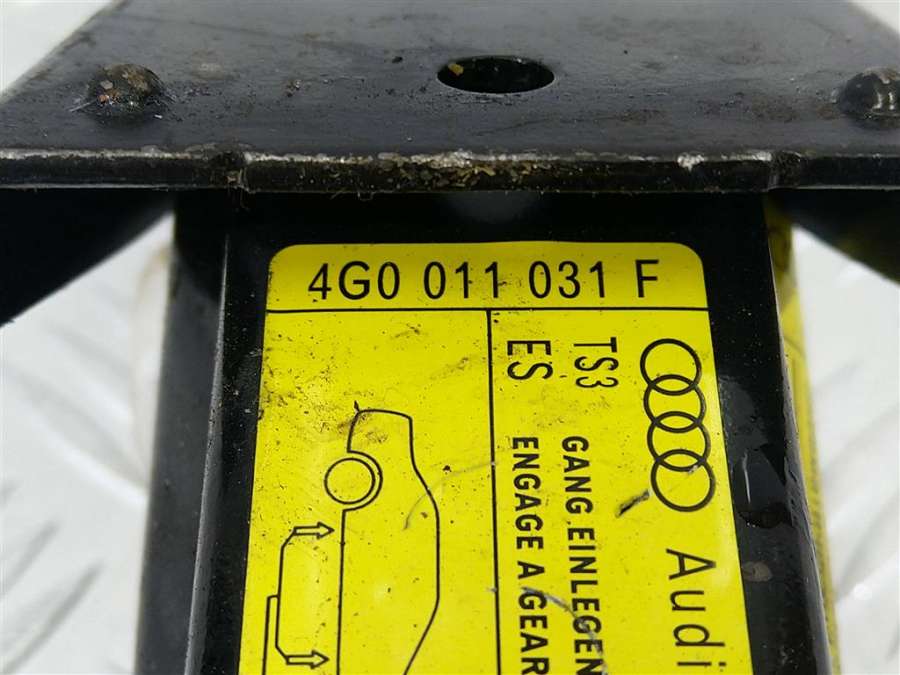 4G0 011 031 F
Audi
TS3 GANG EINLEGEN
ES ENGAGE A GEAR